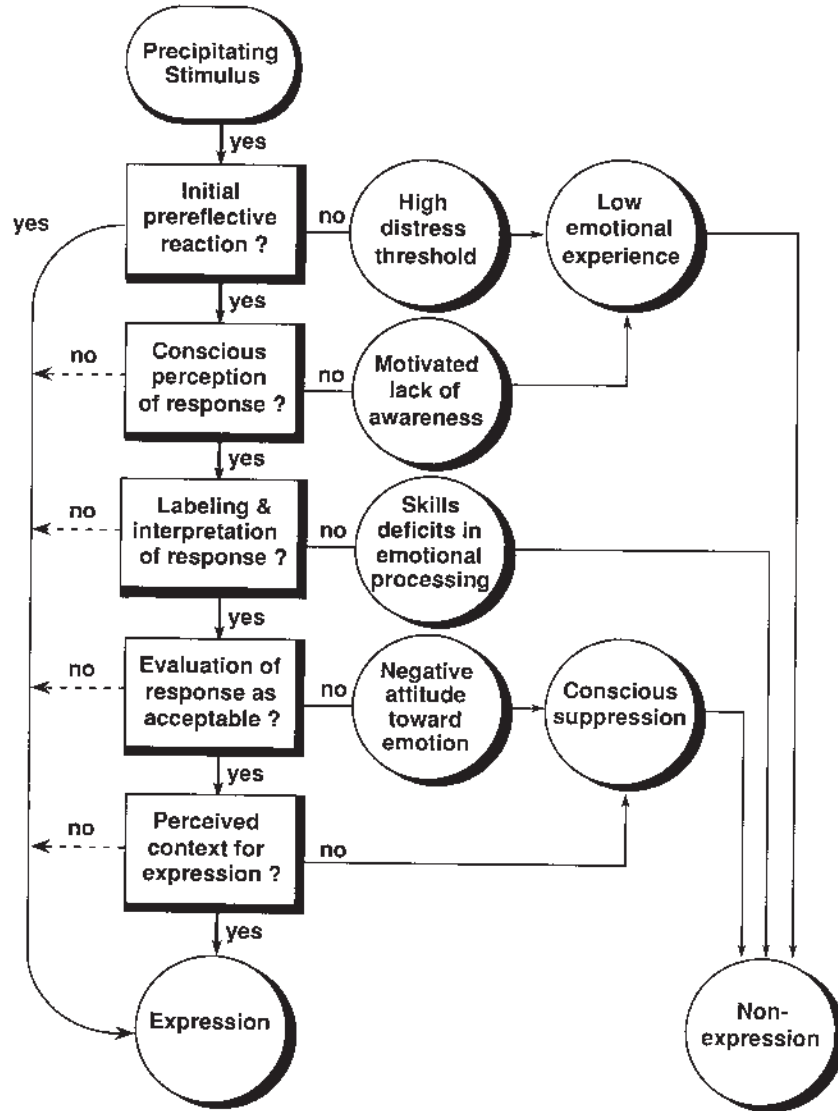 Precipitating
Stimulus
yes
Initial
prereflective
reaction ?
yes
no
High
distress
threshold
Low
emotional
experience
yes
Conscious
perception
of response ?
no
no
Motivated
lack of
awareness
yes
Labeling &
interpretation
of response ?
no
no
Skills
deficits in
emotional
processing
yes
Evaluation of
response as
acceptable ?
no
no
Negative
attitude
toward
emotion
Conscious
suppression
yes
Perceived
context for
expression ?
no
no
yes
Expression
Non-
expression